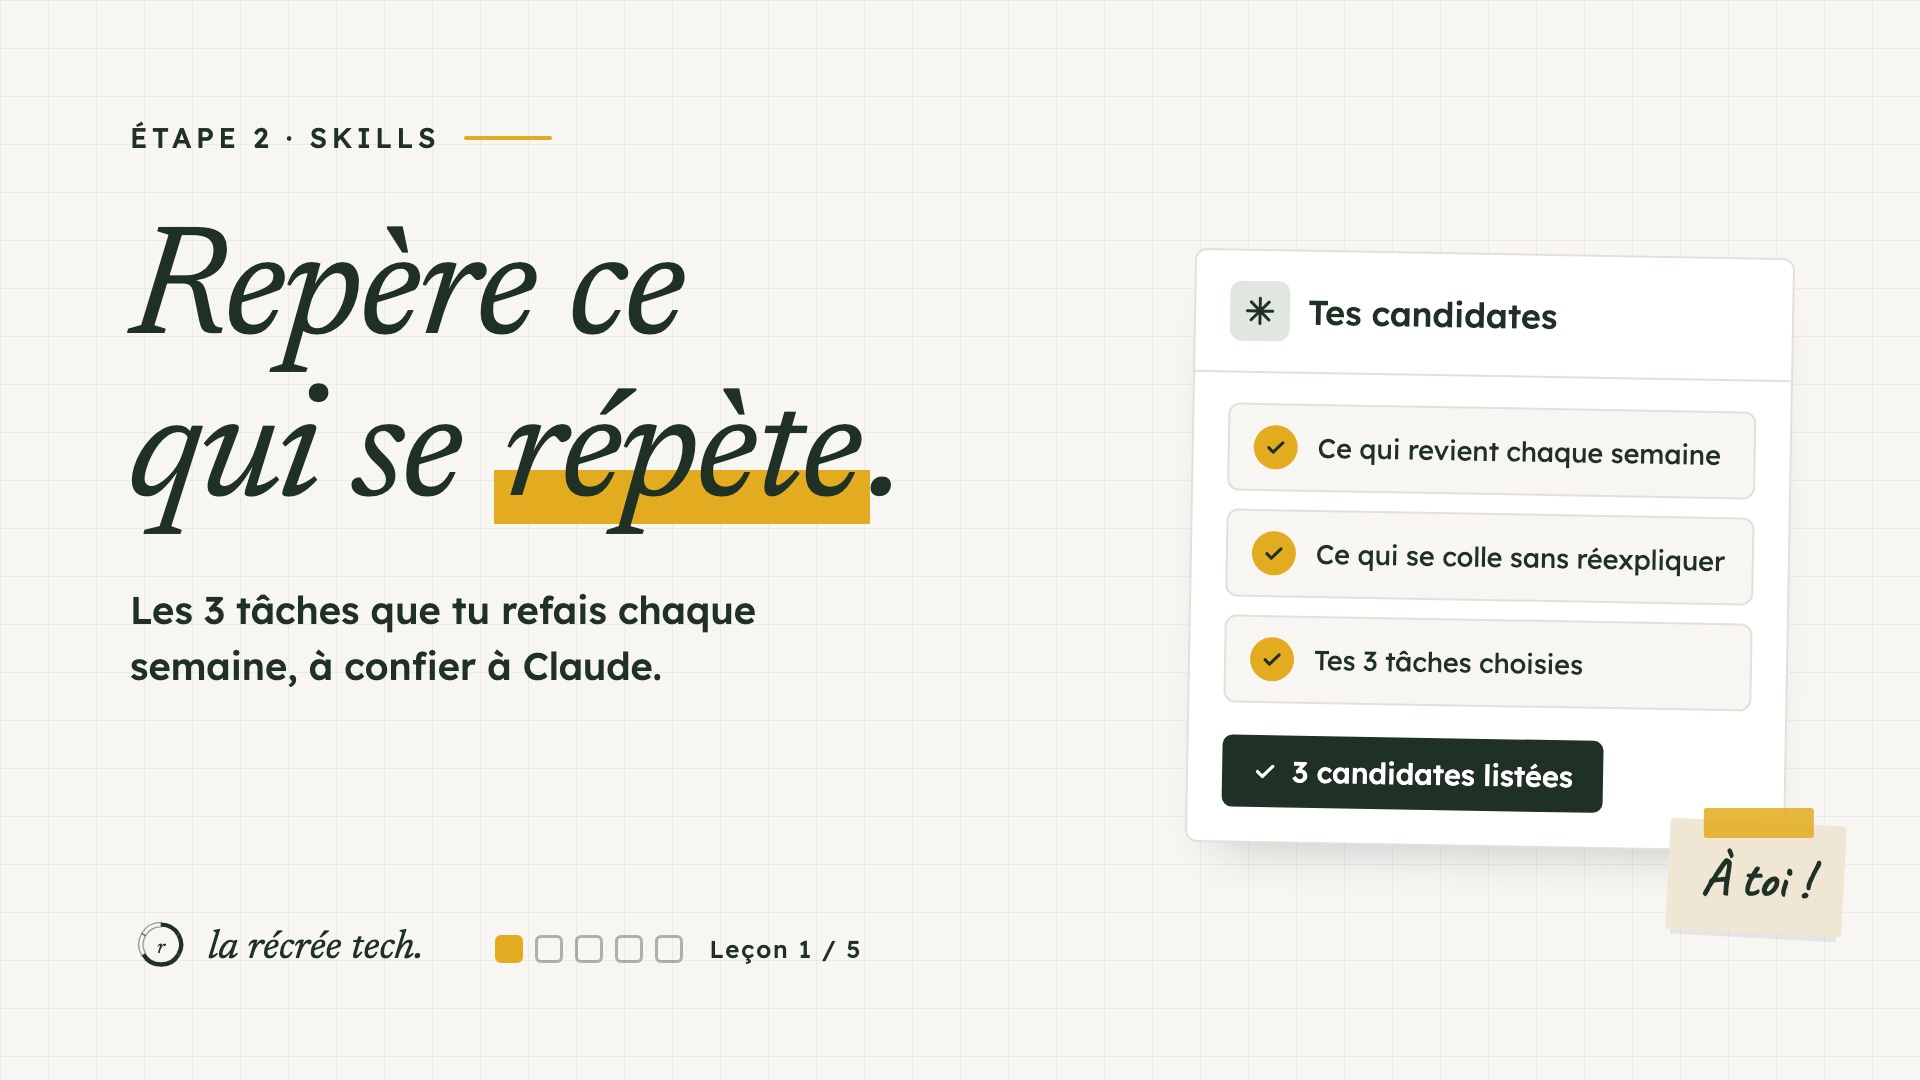 ÉTAPE 2 · SKILLS
Repère ce
qui se répète.
Les 3 tâches que tu refais chaque
semaine, à confier à Claude.
Tes candidates
Ce qui revient chaque semaine
Ce qui se colle sans réexpliquer
Tes 3 tâches choisies
3 candidates listées
À toi !
r
la récrée tech.
Leçon 1 / 5